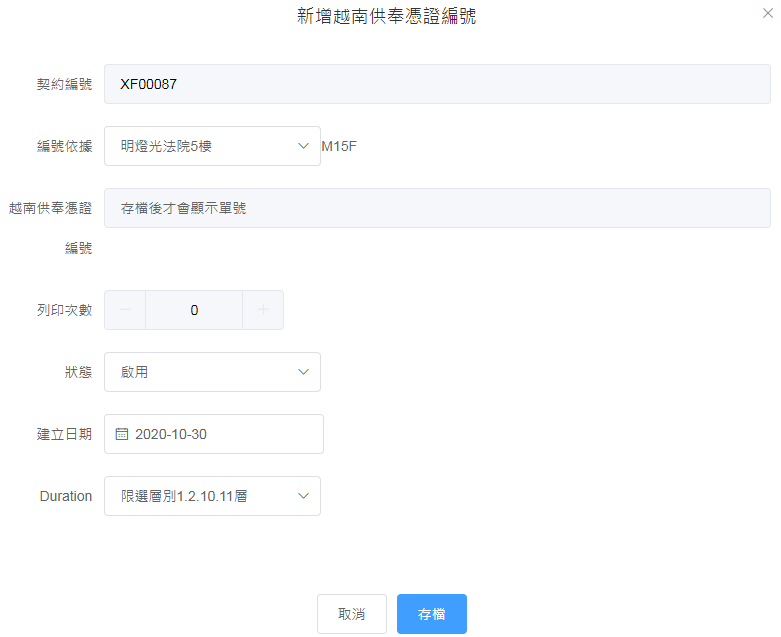 新增越南供奉憑證編號
契約編號 XF00087
編號依據 明燈光法院5樓 M15F
越南供奉憑證 存檔後才會顯示單號
編號
列印次數 0
狀態 啟用
建立日期 2020-10-30
Duration 限選層別1.2.10.11層
取消 存檔